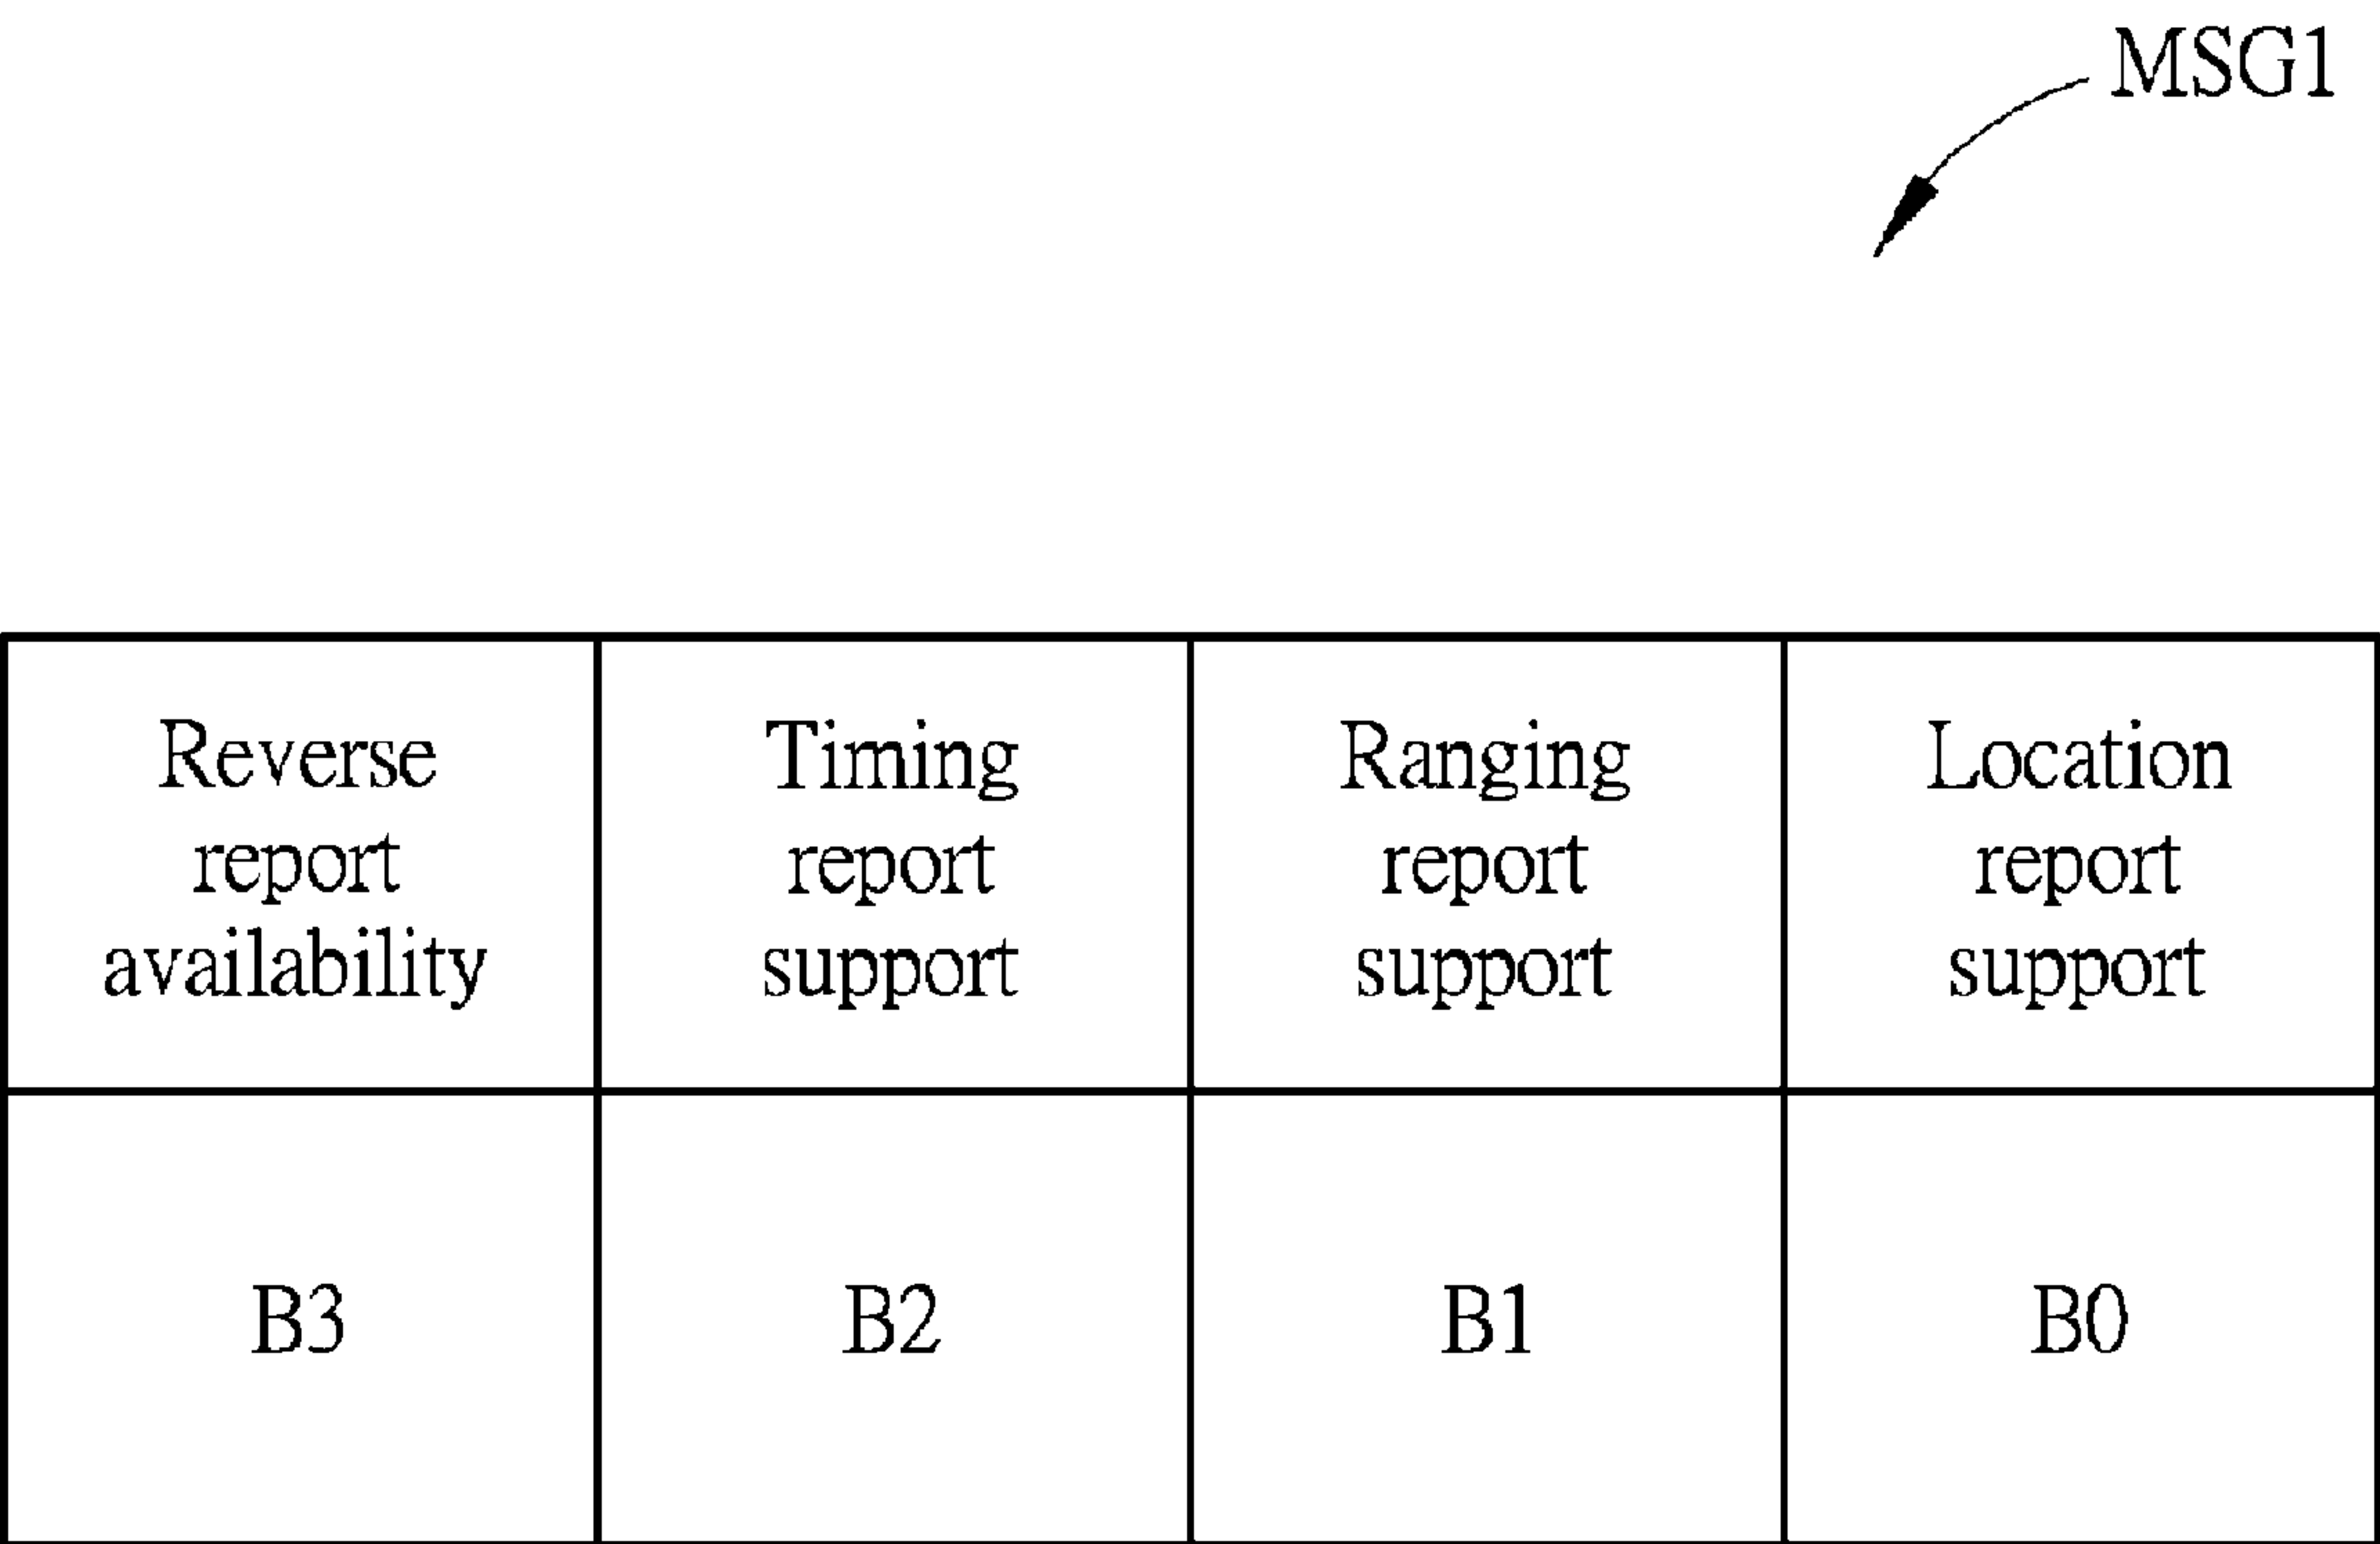 MSG1
Reverse
report
availability
Timing
report
support
Ranging
report
support
Location
report
support
B3
B2
B1
B0